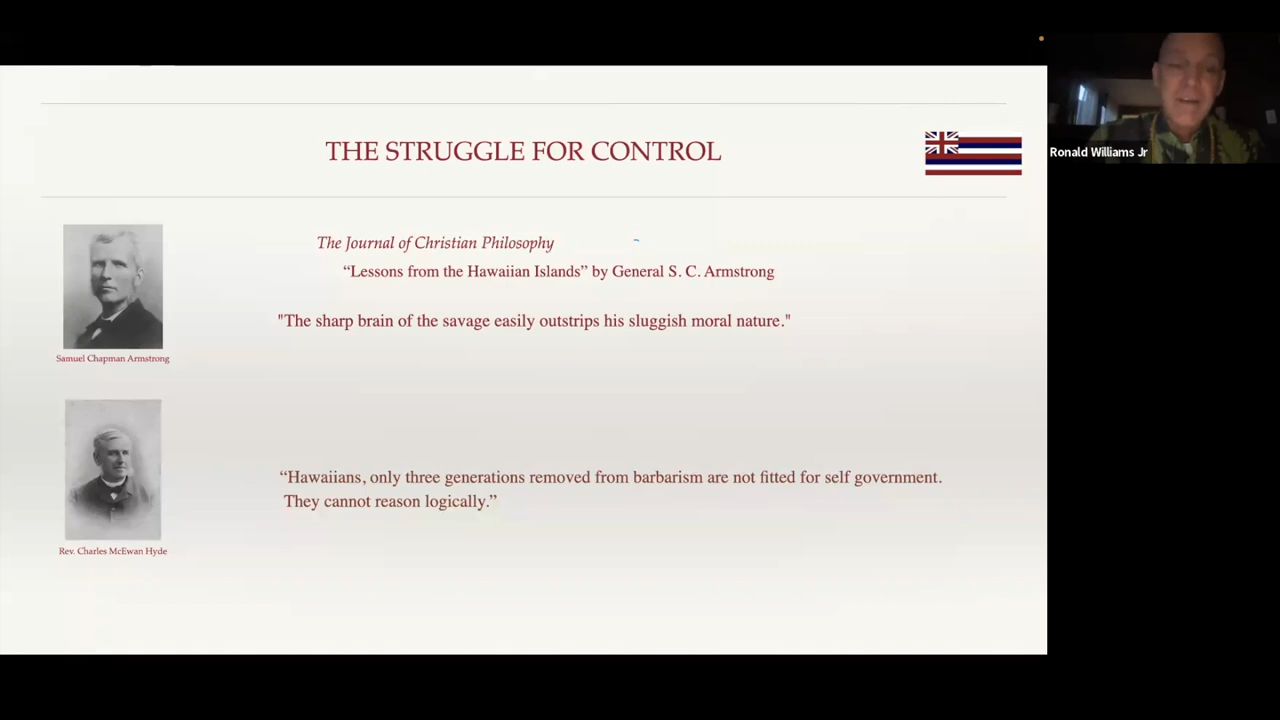 THE STRUGGLE FOR CONTROL
Ronald Williams Jr
The Journal of Christian Philosophy
“Lessons from the Hawaiian Islands” by General S. C. Armstrong
"The sharp brain of the savage easily outstrips his sluggish moral nature."
Samuel Chapman Armstrong
“Hawaiians, only three generations removed from barbarism are not fitted for self government.
They cannot reason logically.”
Rev. Charles McEwan Hyde